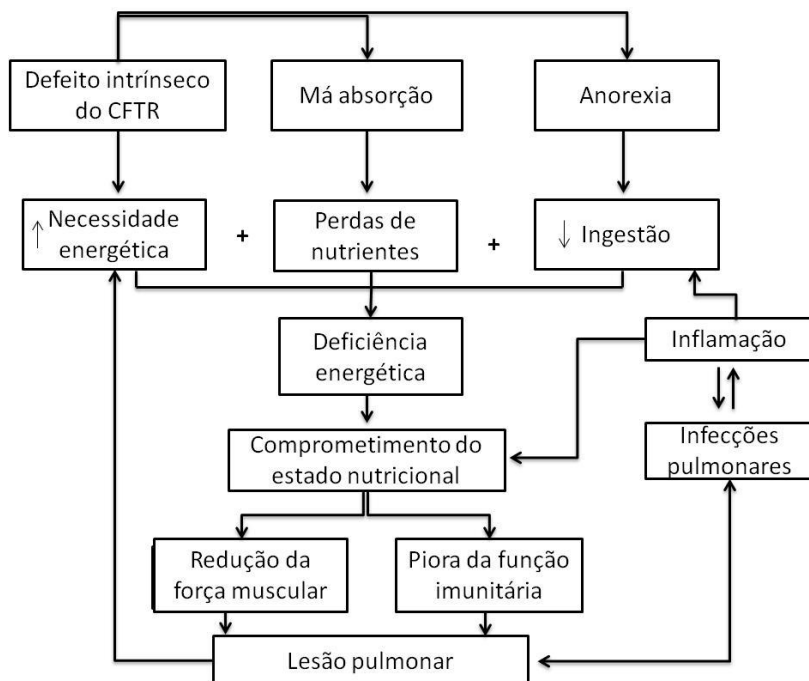 Defeito intrínseco
do CFTR
Má absorção
Anorexia
↑ Necessidade
energética
+
Perdas de
nutrientes
+
↓ Ingestão
Deficiência
energética
Inflamação
Comprometimento do
estado nutricional
Infecções
pulmonares
Redução da
força muscular
Piora da função
imunitária
Lesão pulmonar